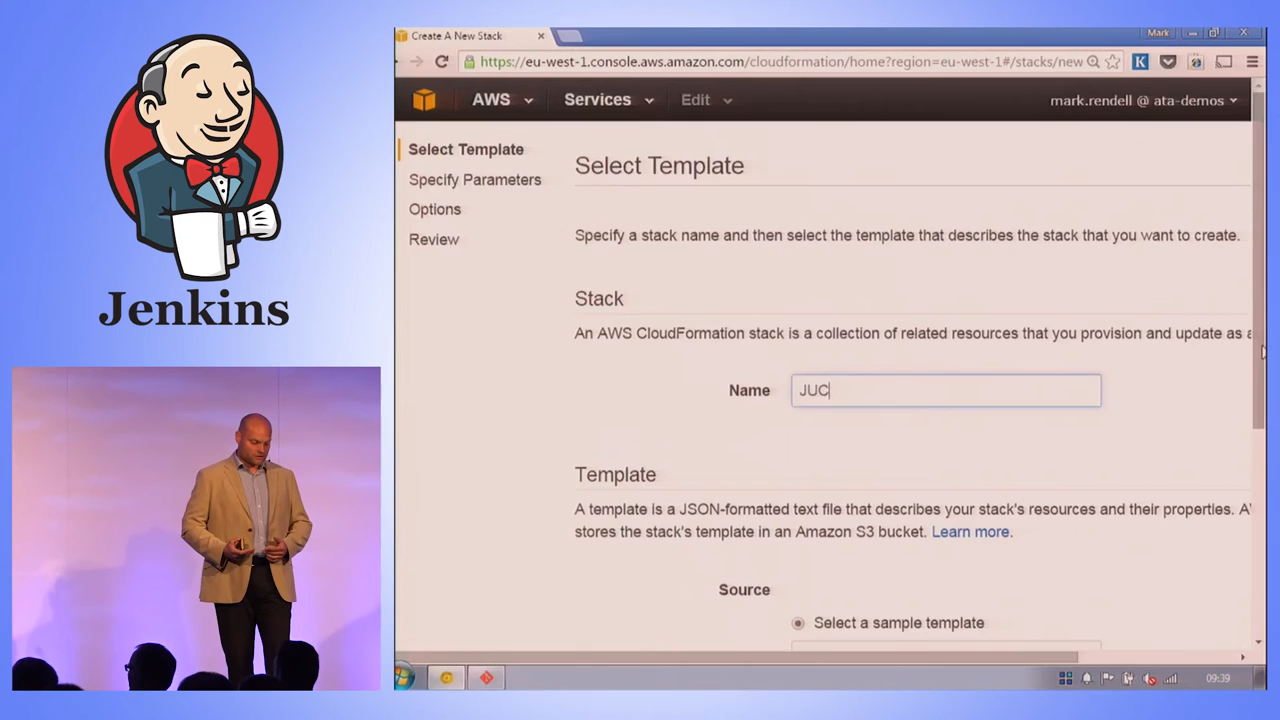 Jenkins
Create A New Stack
Mark
https://eu-west-1.console.aws.amazon.com/cloudformation/home?region=eu-west-1#/stacks/new
K
AWS Services Edit mark.rendell @ ata-demos
Select Template
Specify Parameters
Options
Review
Select Template
Specify a stack name and then select the template that describes the stack that you want to create.
Stack
An AWS CloudFormation stack is a collection of related resources that you provision and update as a
Name JUC
Template
A template is a JSON-formatted text file that describes your stack's resources and their properties.
stores the stack's template in an Amazon S3 bucket. Learn more.
Source
Select a sample template
09:39